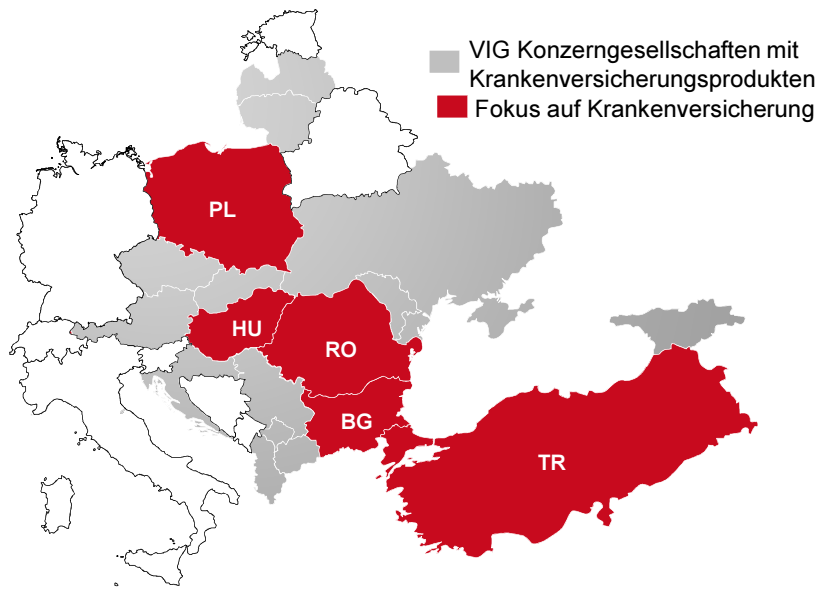 VIG Konzerngesellschaften mit
Krankenversicherungsprodukten
Fokus auf Krankenversicherung
PL
HU
RO
BG
TR